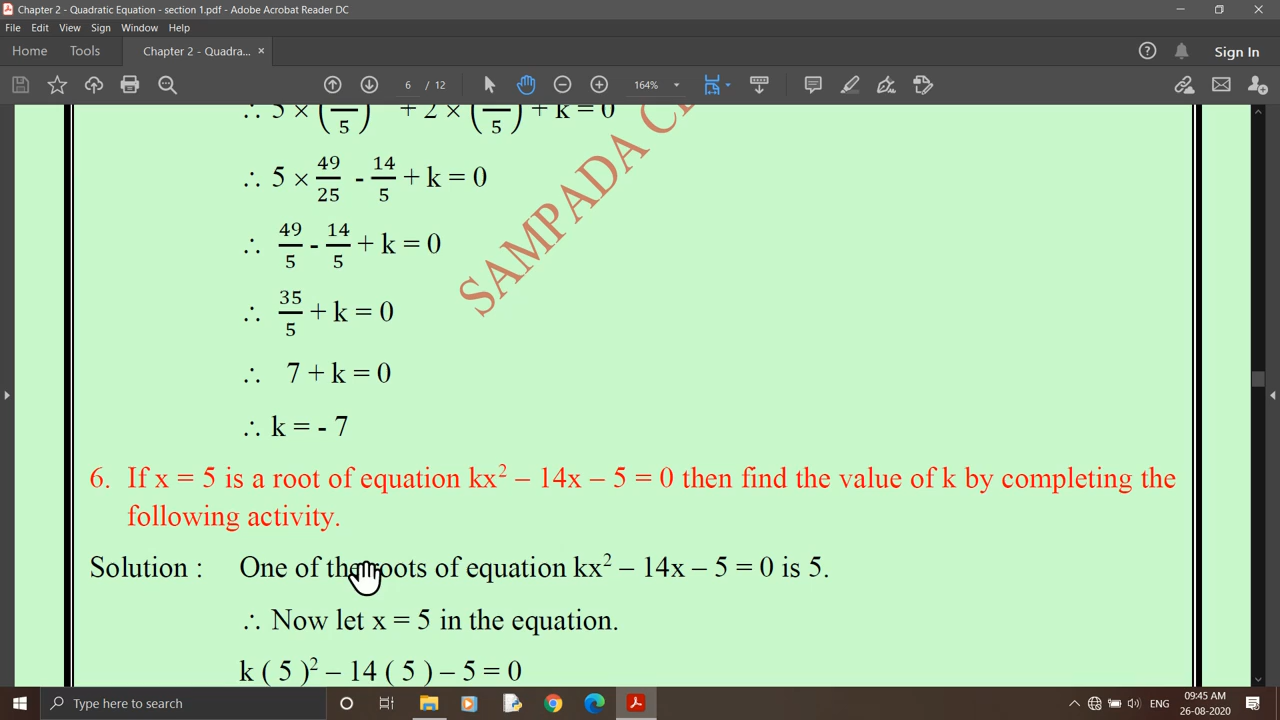 Chapter 2 - Quadratic Equation - section 1.pdf - Adobe Acrobat Reader DC
File Edit View Sign Window Help
Home Tools Chapter 2 - Quadra... × Sign In
6 / 12 164%
∴ 5 × ( /5) + 2 × ( /5) + k = 0
∴ 5 × 49/25 - 14/5 + k = 0
∴ 49/5 - 14/5 + k = 0
∴ 35/5 + k = 0
∴ 7 + k = 0
∴ k = - 7
SAMPADA
6. If x = 5 is a root of equation kx² – 14x – 5 = 0 then find the value of k by completing the
following activity.
Solution : One of the roots of equation kx² – 14x – 5 = 0 is 5.
∴ Now let x = 5 in the equation.
k ( 5 )² – 14 ( 5 ) – 5 = 0
Type here to search
ENG
09:45 AM
26-08-2020